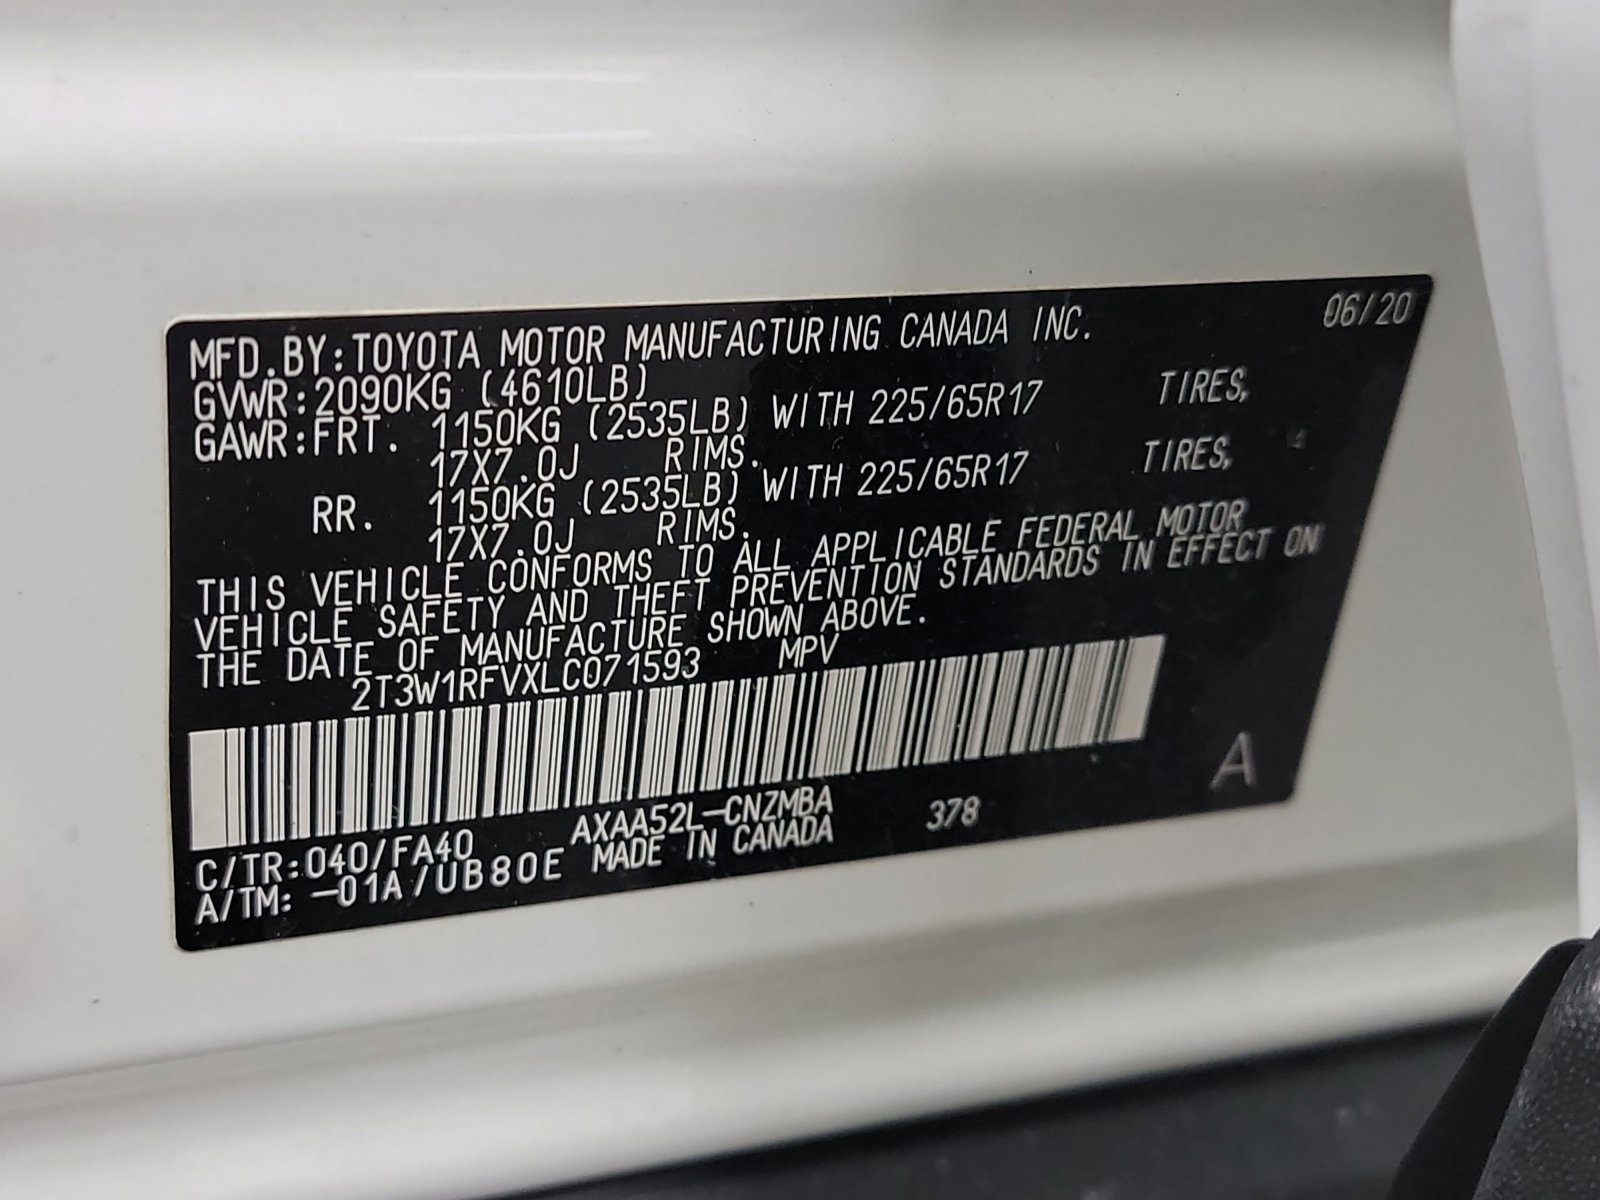 06/20
MFD.BY:TOYOTA MOTOR MANUFACTURING CANADA INC.
GVWR:2090KG (4610LB)
GAWR:FRT. 1150KG (2535LB) WITH 225/65R17 TIRES,
17X7.0J RIMS.
RR. 1150KG (2535LB) WITH 225/65R17 TIRES,
17X7.0J RIMS.
THIS VEHICLE CONFORMS TO ALL APPLICABLE FEDERAL MOTOR
VEHICLE SAFETY AND THEFT PREVENTION STANDARDS IN EFFECT ON
THE DATE OF MANUFACTURE SHOWN ABOVE.
2T3W1RFVXLC071593 MPV
C/TR:040/FA40 AXAA52L-CNZMBA 378 A
A/TM: -01A/UB80E MADE IN CANADA